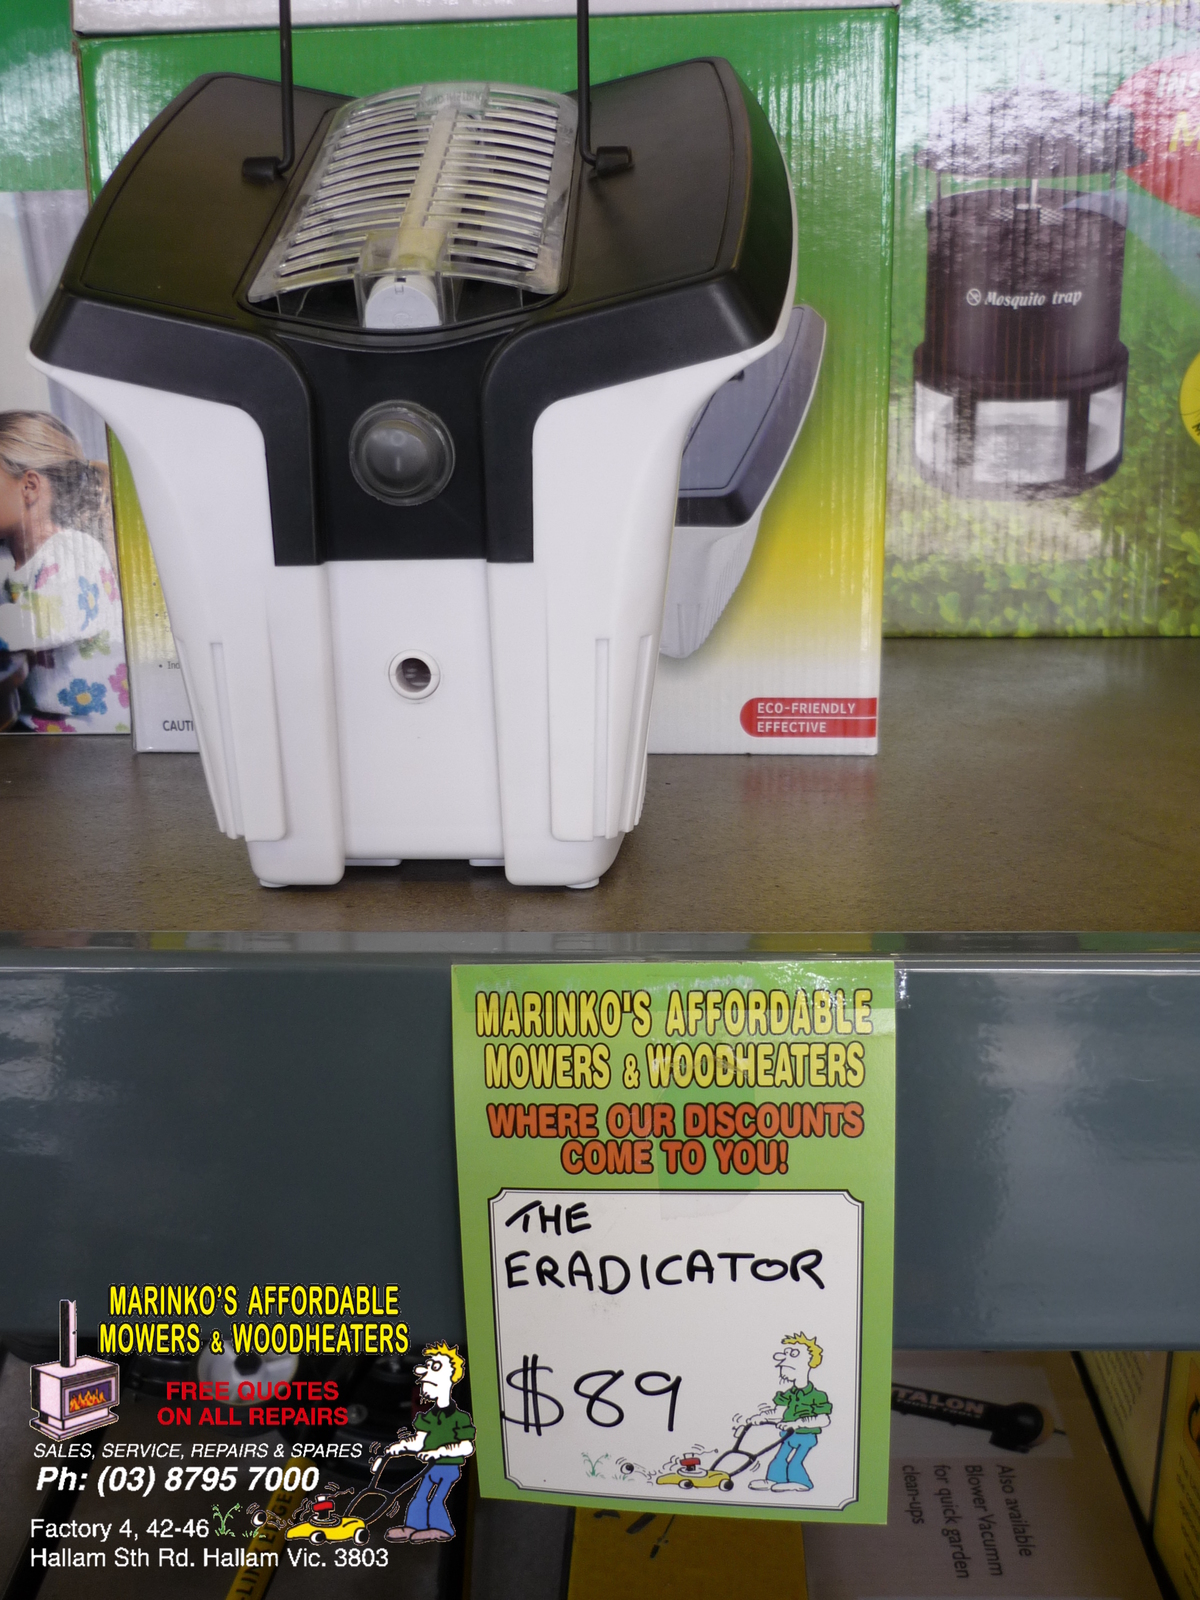 Mosquito trap
ECO-FRIENDLY
EFFECTIVE
MARINKO'S AFFORDABLE
MOWERS & WOODHEATERS
WHERE OUR DISCOUNTS
COME TO YOU!
THE
ERADICATOR
$89
MARINKO'S AFFORDABLE
MOWERS & WOODHEATERS
FREE QUOTES
ON ALL REPAIRS
SALES, SERVICE, REPAIRS & SPARES
Ph: (03) 8795 7000
Factory 4, 42-46
Hallam Sth Rd. Hallam Vic. 3803
TALON
Also available
Blower Vacumm
for quick garden
clean-ups